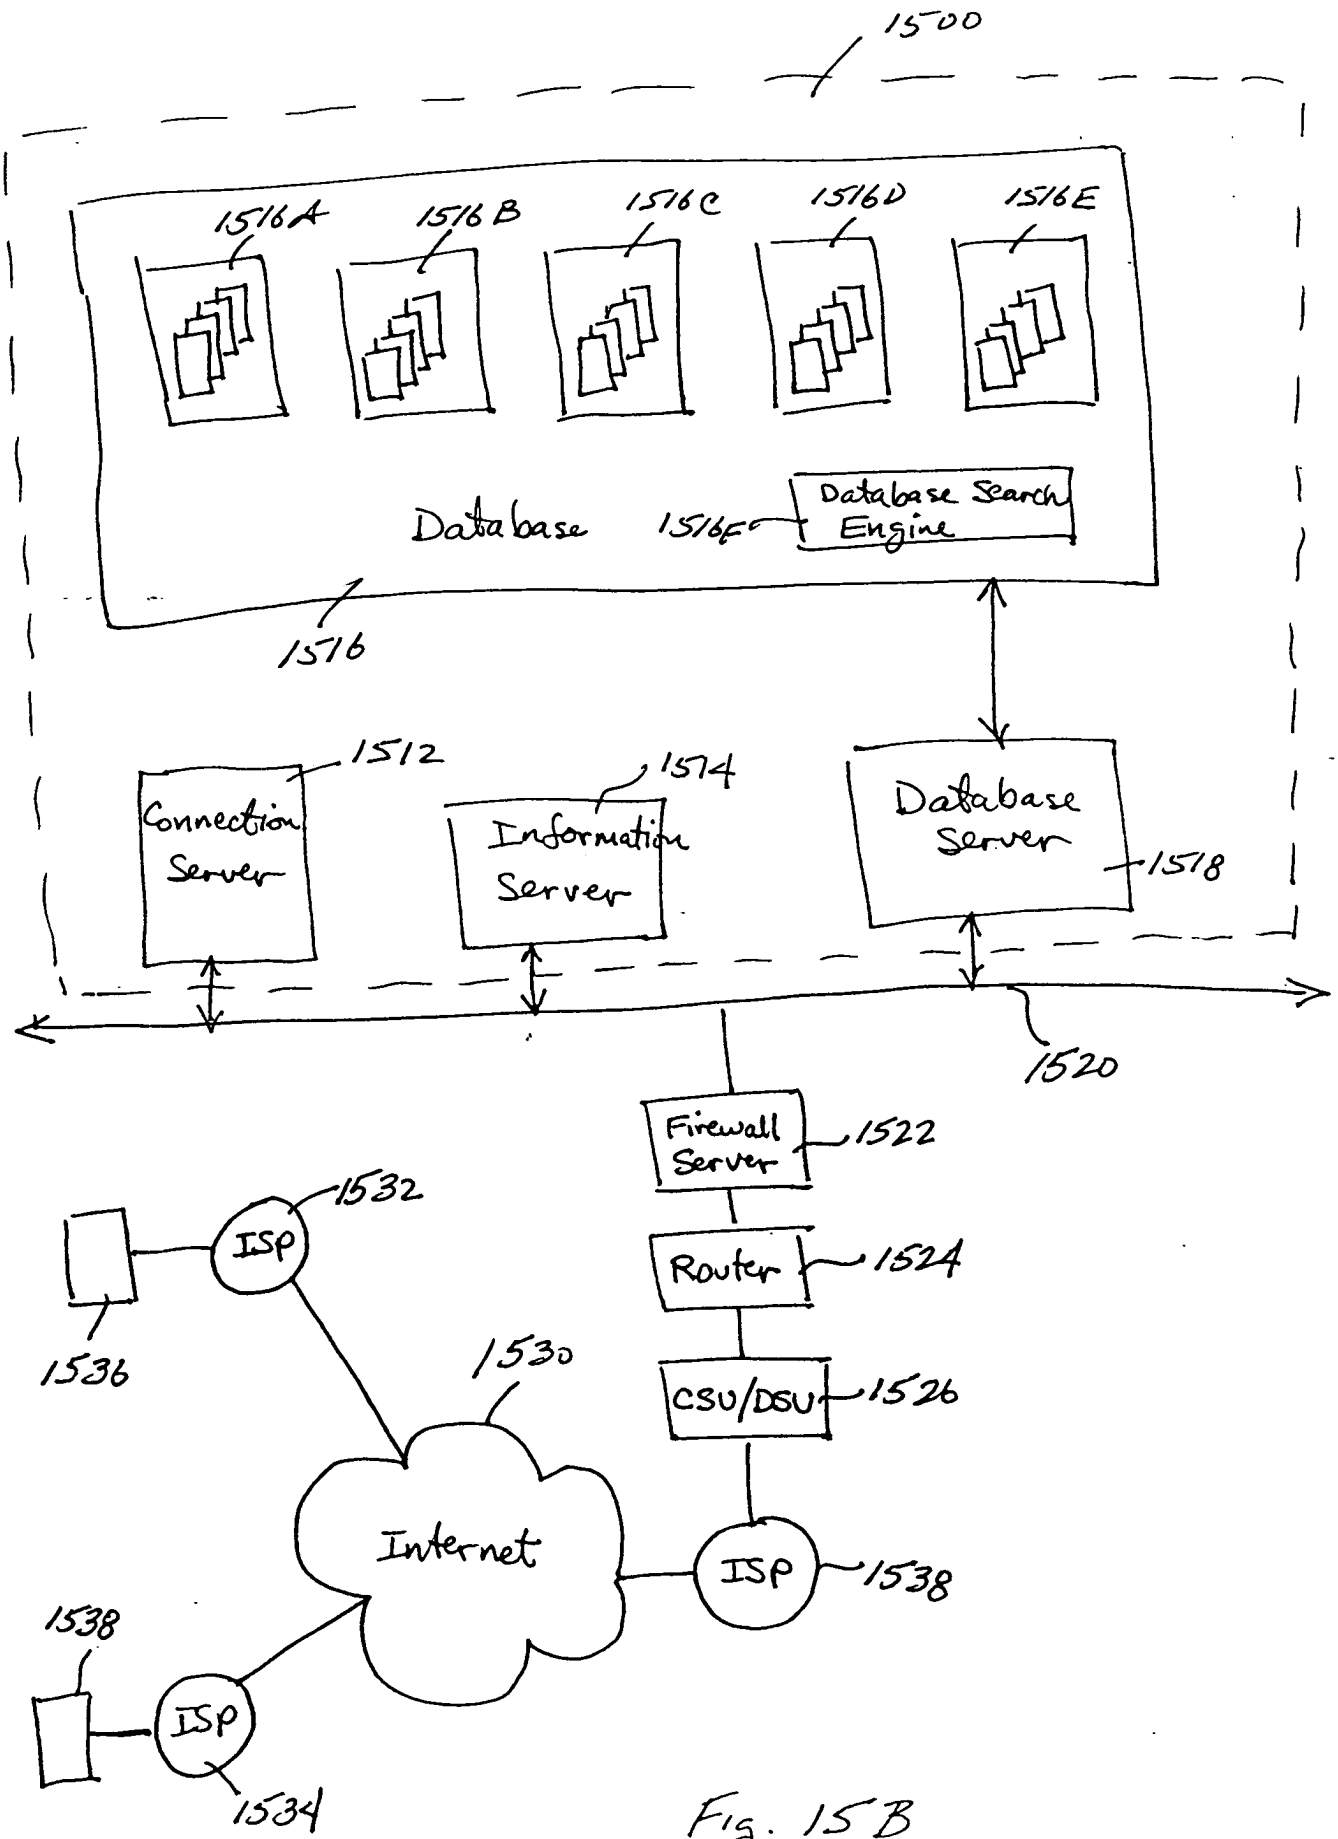 1500
1516A
1516B
1516C
1516D
1516E
Database
1516F
Database Search
Engine
1516
1512
Connection
Server
1514
Information
Server
Database
Server
1518
1520
Firewall
Server
1522
1532
ISP
Router
1524
1536
1530
CSU/DSU
1526
Internet
ISP
1538
1538
ISP
1534
Fig. 15B